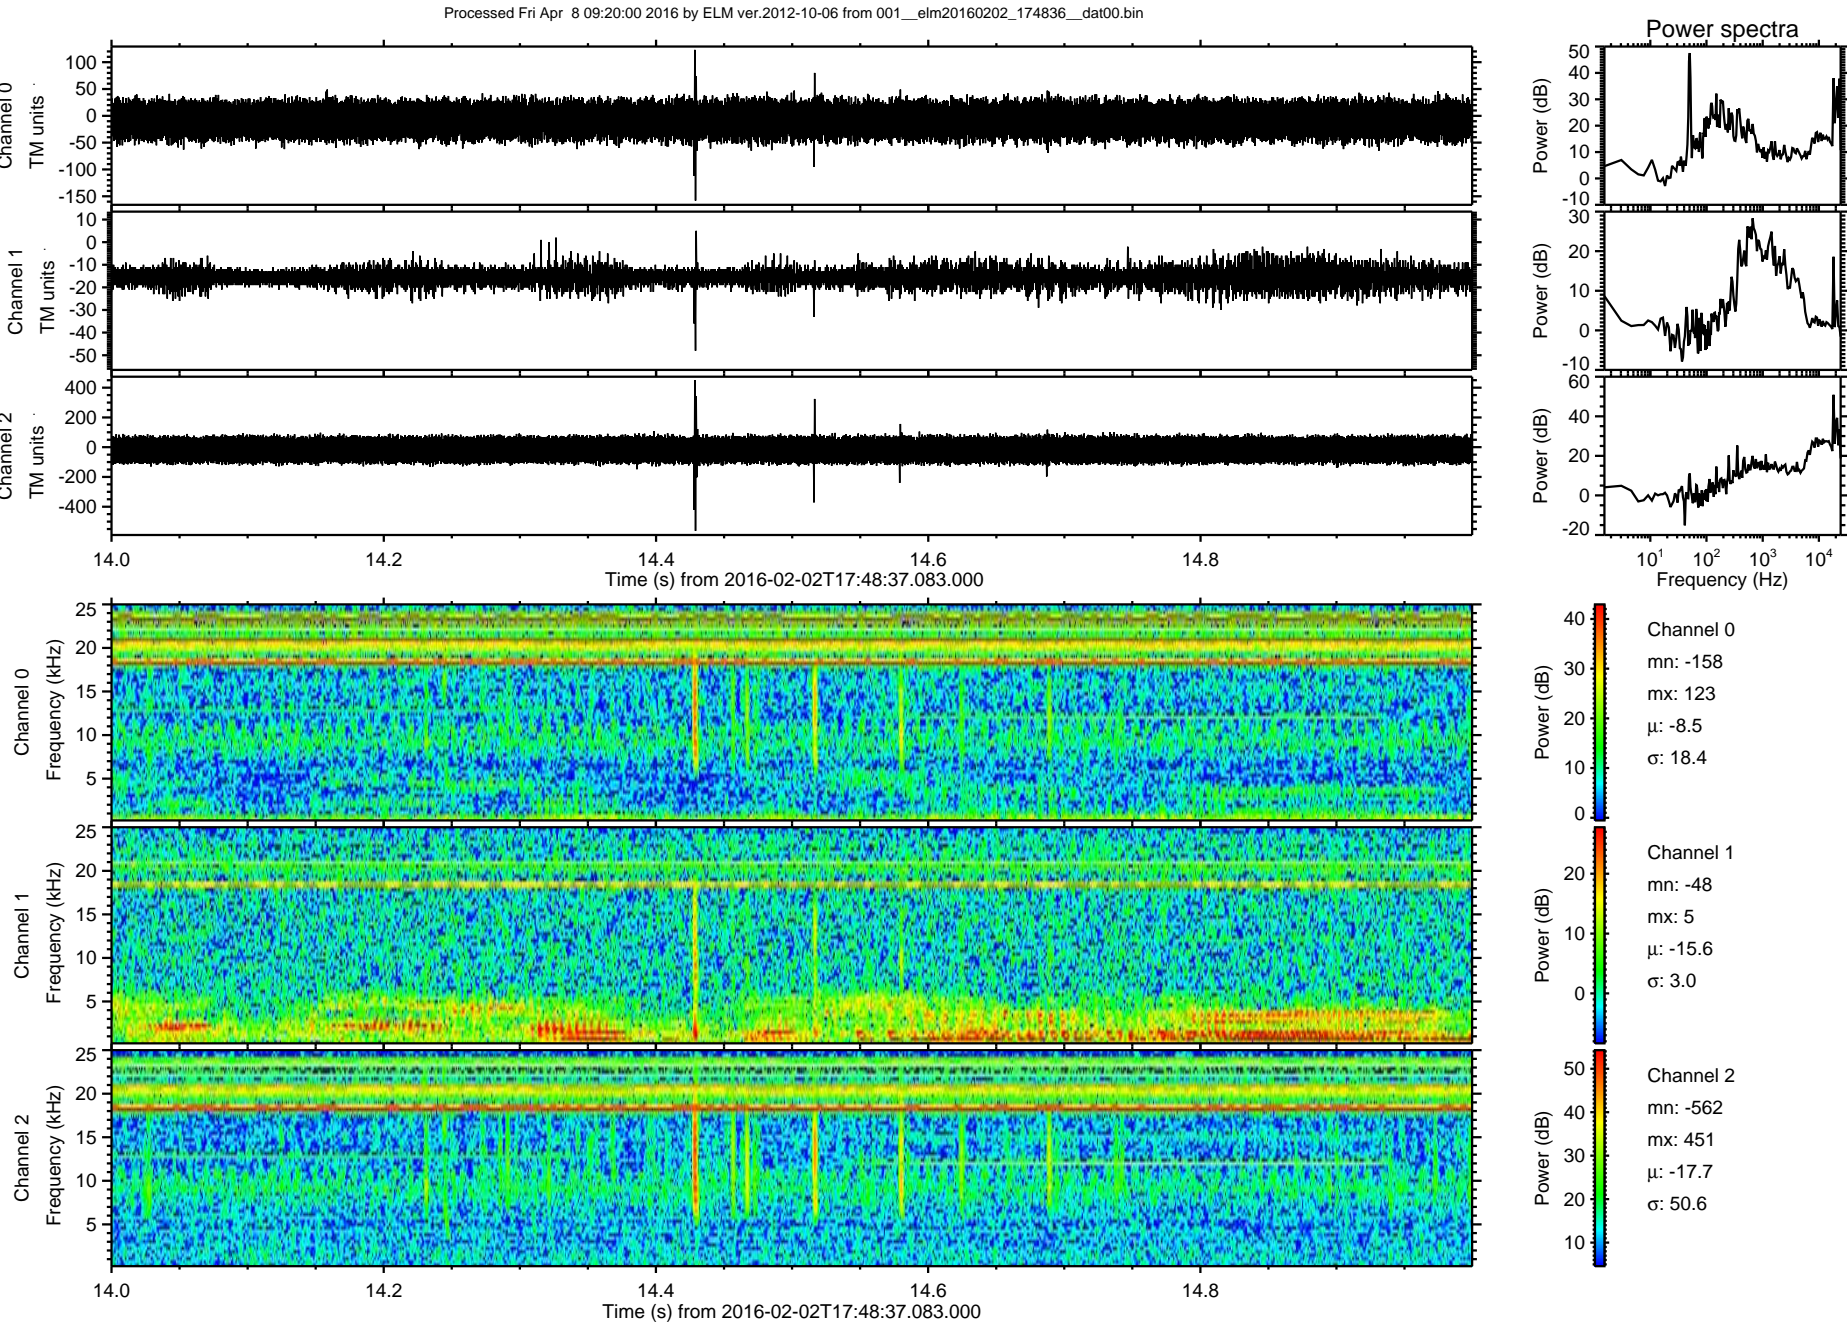 Processed Fri Apr 8 09:20:00 2016 by ELM ver.2012-10-06 from 001__elm20160202_174836__dat00.bin
Power spectra
Channel 0
TM units
100
50
0
-50
-100
-150
Power (dB)
50
40
30
20
10
0
-10
Channel 1
TM units
10
0
-10
-20
-30
-40
-50
Power (dB)
30
20
10
0
-10
Channel 2
TM units
400
200
0
-200
-400
Power (dB)
60
40
20
0
-20
14.0 14.2 14.4 14.6 14.8
Time (s) from 2016-02-02T17:48:37.083.000
10^1 10^2 10^3 10^4
Frequency (Hz)
Channel 0
Frequency (kHz)
25
20
15
10
5
Power (dB)
40
30
20
10
0
Channel 0
mn: -158
mx: 123
μ: -8.5
σ: 18.4
Channel 1
Frequency (kHz)
25
20
15
10
5
Power (dB)
20
10
0
Channel 1
mn: -48
mx: 5
μ: -15.6
σ: 3.0
Channel 2
Frequency (kHz)
25
20
15
10
5
Power (dB)
50
40
30
20
10
Channel 2
mn: -562
mx: 451
μ: -17.7
σ: 50.6
14.0 14.2 14.4 14.6 14.8
Time (s) from 2016-02-02T17:48:37.083.000